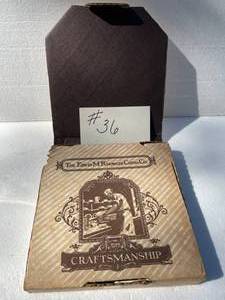 #36
THE EDWIN M. KNOWLES CHINA CO.
CRAFTSMANSHIP